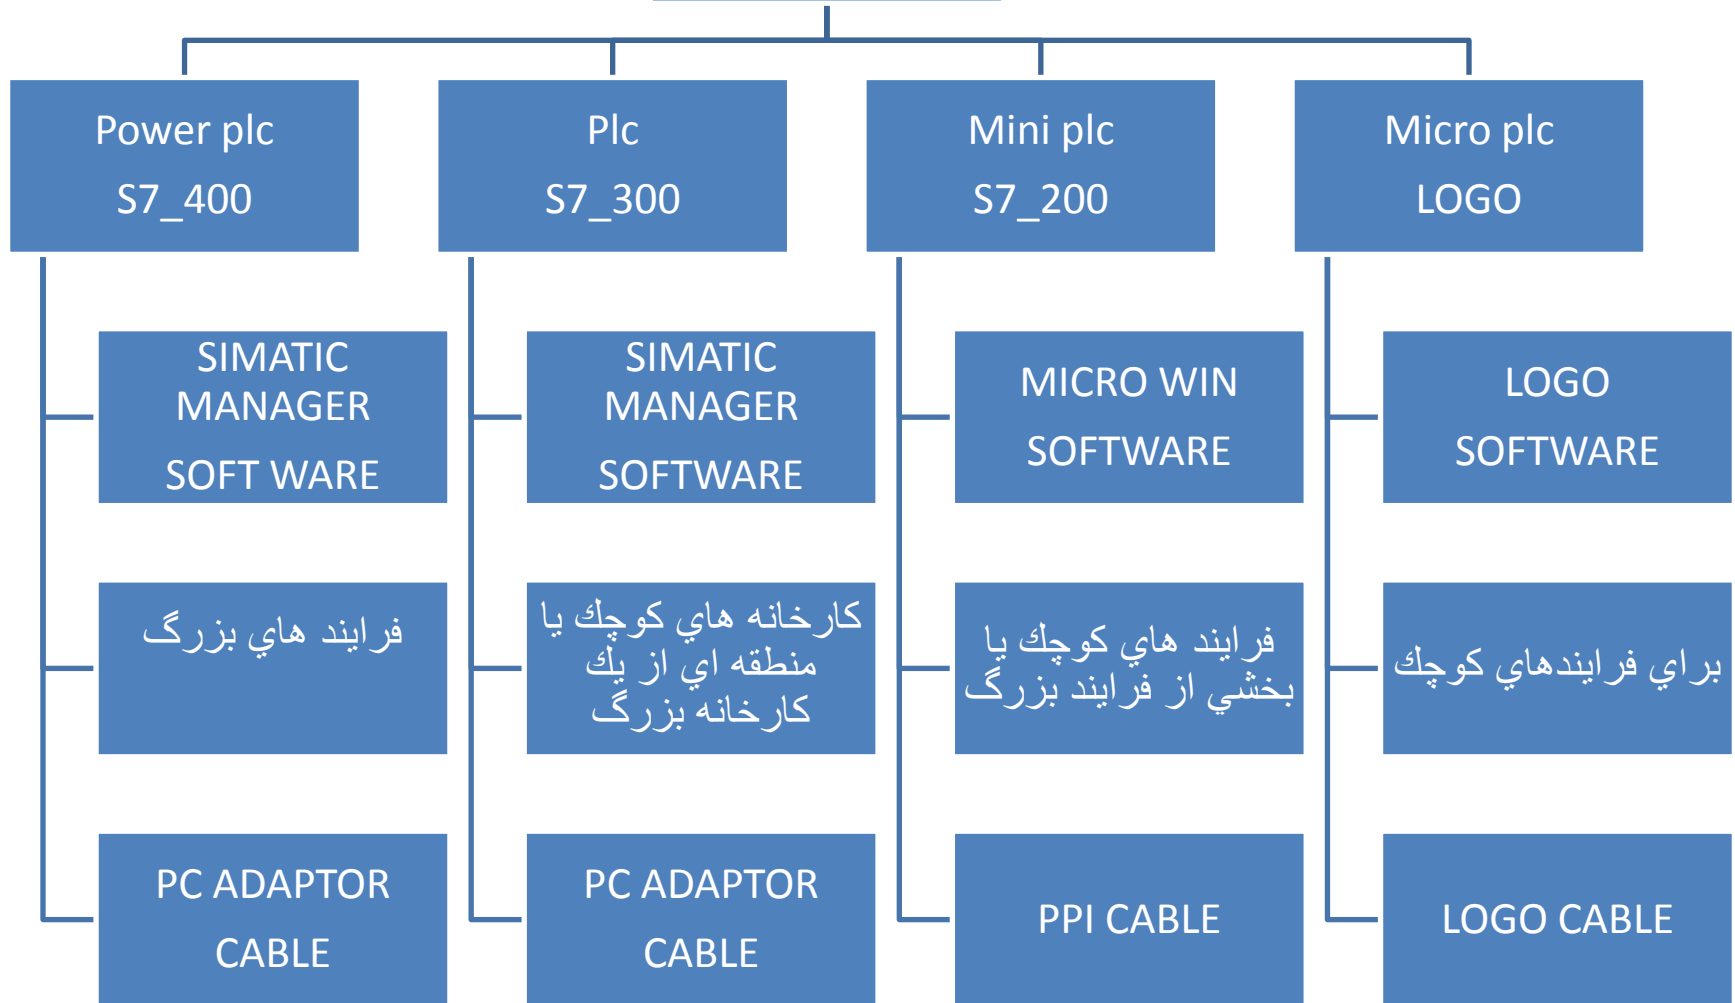 Power plc
S7_400
Plc
S7_300
Mini plc
S7_200
Micro plc
LOGO
SIMATIC
MANAGER
SOFT WARE
SIMATIC
MANAGER
SOFTWARE
MICRO WIN
SOFTWARE
LOGO
SOFTWARE
فرايند هاي بزرگ
كارخانه هاي كوچك يا
منطقه اي از يك
كارخانه بزرگ
فرايند هاي كوچك يا
بخشي از فرايند بزرگ
براي فرايندهاي كوچك
PC ADAPTOR
CABLE
PC ADAPTOR
CABLE
PPI CABLE
LOGO CABLE